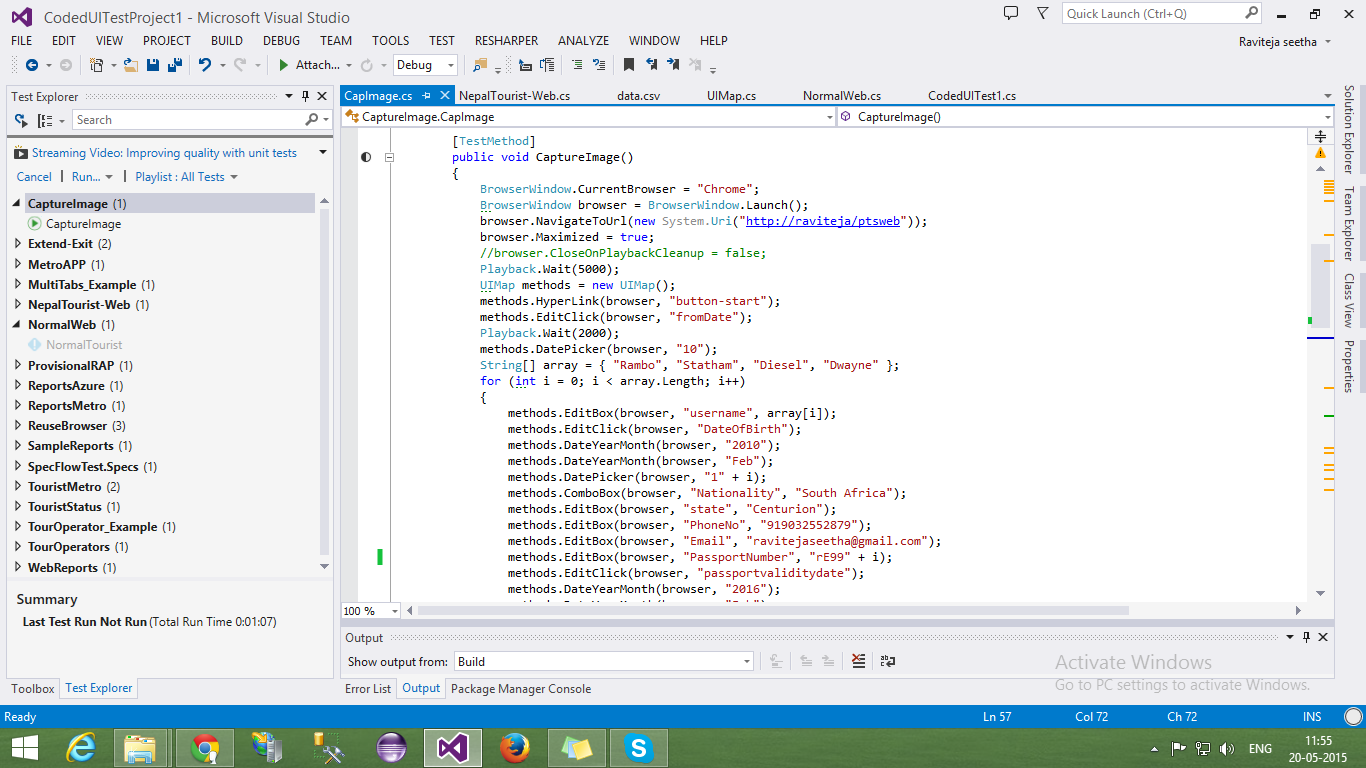 CodedUITestProject1 - Microsoft Visual Studio
Quick Launch (Ctrl+Q)
FILE EDIT VIEW PROJECT BUILD DEBUG TEAM TOOLS TEST RESHARPER ANALYZE WINDOW HELP
Raviteja seetha
Attach... Debug
Test Explorer
Search
Streaming Video: Improving quality with unit tests
Cancel | Run... | Playlist : All Tests
CaptureImage (1)
CaptureImage
Extend-Exit (2)
MetroAPP (1)
MultiTabs_Example (1)
NepalTourist-Web (1)
NormalWeb (1)
NormalTourist
ProvisionalRAP (1)
ReportsAzure (1)
ReportsMetro (1)
ReuseBrowser (3)
SampleReports (1)
SpecFlowTest.Specs (1)
TouristMetro (2)
TouristStatus (1)
TourOperator_Example (1)
TourOperators (1)
WebReports (1)
Summary
Last Test Run Not Run (Total Run Time 0:01:07)
Toolbox Test Explorer
CapImage.cs NepalTourist-Web.cs data.csv UIMap.cs NormalWeb.cs CodedUITest1.cs
CaptureImage.CapImage CaptureImage()
[TestMethod]
public void CaptureImage()
{
BrowserWindow.CurrentBrowser = "Chrome";
BrowserWindow browser = BrowserWindow.Launch();
browser.NavigateToUrl(new System.Uri("http://raviteja/ptsweb"));
browser.Maximized = true;
//browser.CloseOnPlaybackCleanup = false;
Playback.Wait(5000);
UIMap methods = new UIMap();
methods.HyperLink(browser, "button-start");
methods.EditClick(browser, "fromDate");
Playback.Wait(2000);
methods.DatePicker(browser, "10");
String[] array = { "Rambo", "Statham", "Diesel", "Dwayne" };
for (int i = 0; i < array.Length; i++)
{
methods.EditBox(browser, "username", array[i]);
methods.EditClick(browser, "DateOfBirth");
methods.DateYearMonth(browser, "2010");
methods.DateYearMonth(browser, "Feb");
methods.DatePicker(browser, "1" + i);
methods.ComboBox(browser, "Nationality", "South Africa");
methods.EditBox(browser, "state", "Centurion");
methods.EditBox(browser, "PhoneNo", "919032552879");
methods.EditBox(browser, "Email", "ravitejaseetha@gmail.com");
methods.EditBox(browser, "PassportNumber", "rE99" + i);
methods.EditClick(browser, "passportvaliditydate");
methods.DateYearMonth(browser, "2016");
100 %
Solution Explorer
Team Explorer
Class View
Properties
Output
Show output from: Build
Activate Windows
Go to PC settings to activate Windows.
Error List Output Package Manager Console
Ready Ln 57 Col 72 Ch 72 INS
ENG
11:55
20-05-2015